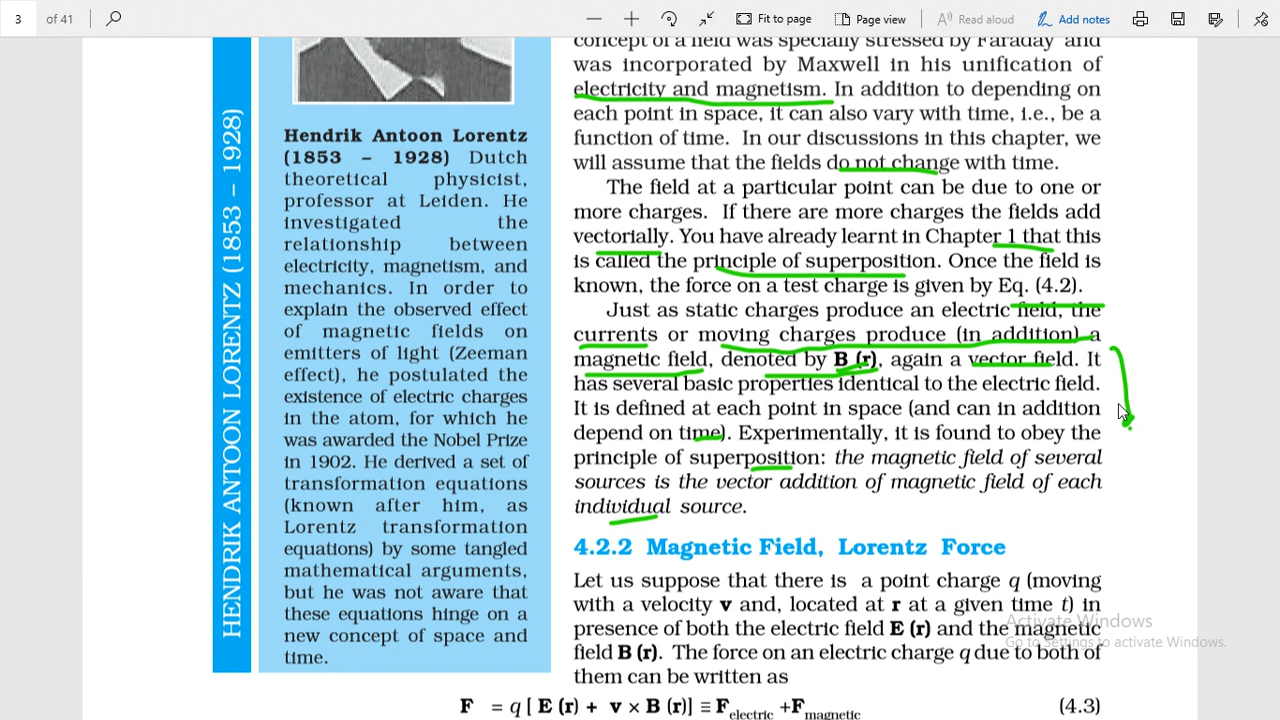 3 of 41 Fit to page Page view Read aloud Add notes
HENDRIK ANTOON LORENTZ (1853 – 1928)
Hendrik Antoon Lorentz
(1853 – 1928) Dutch
theoretical physicist,
professor at Leiden. He
investigated the
relationship between
electricity, magnetism, and
mechanics. In order to
explain the observed effect
of magnetic fields on
emitters of light (Zeeman
effect), he postulated the
existence of electric charges
in the atom, for which he
was awarded the Nobel Prize
in 1902. He derived a set of
transformation equations
(known after him, as
Lorentz transformation
equations) by some tangled
mathematical arguments,
but he was not aware that
these equations hinge on a
new concept of space and
time.
concept of a field was specially stressed by Faraday and
was incorporated by Maxwell in his unification of
electricity and magnetism. In addition to depending on
each point in space, it can also vary with time, i.e., be a
function of time. In our discussions in this chapter, we
will assume that the fields do not change with time.
The field at a particular point can be due to one or
more charges. If there are more charges the fields add
vectorially. You have already learnt in Chapter 1 that this
is called the principle of superposition. Once the field is
known, the force on a test charge is given by Eq. (4.2).
Just as static charges produce an electric field, the
currents or moving charges produce (in addition) a
magnetic field, denoted by B (r), again a vector field. It
has several basic properties identical to the electric field.
It is defined at each point in space (and can in addition
depend on time). Experimentally, it is found to obey the
principle of superposition: the magnetic field of several
sources is the vector addition of magnetic field of each
individual source.
4.2.2 Magnetic Field, Lorentz Force
Let us suppose that there is a point charge q (moving
with a velocity v and, located at r at a given time t) in
presence of both the electric field E (r) and the magnetic
field B (r). The force on an electric charge q due to both of
them can be written as
F = q [ E (r) + v × B (r)] ≡ F electric +F magnetic (4.3)
Activate Windows
Go to Settings to activate Windows.